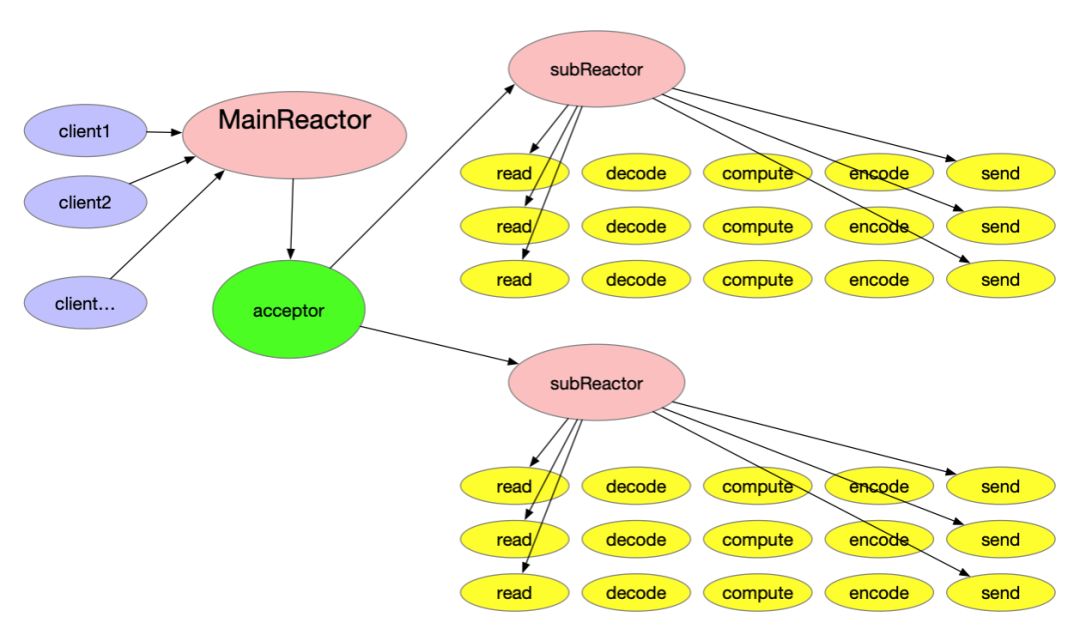 client1
client2
client...
MainReactor
acceptor
subReactor
read decode compute encode send
read decode compute encode send
read decode compute encode send
subReactor
read decode compute encode send
read decode compute encode send
read decode compute encode send